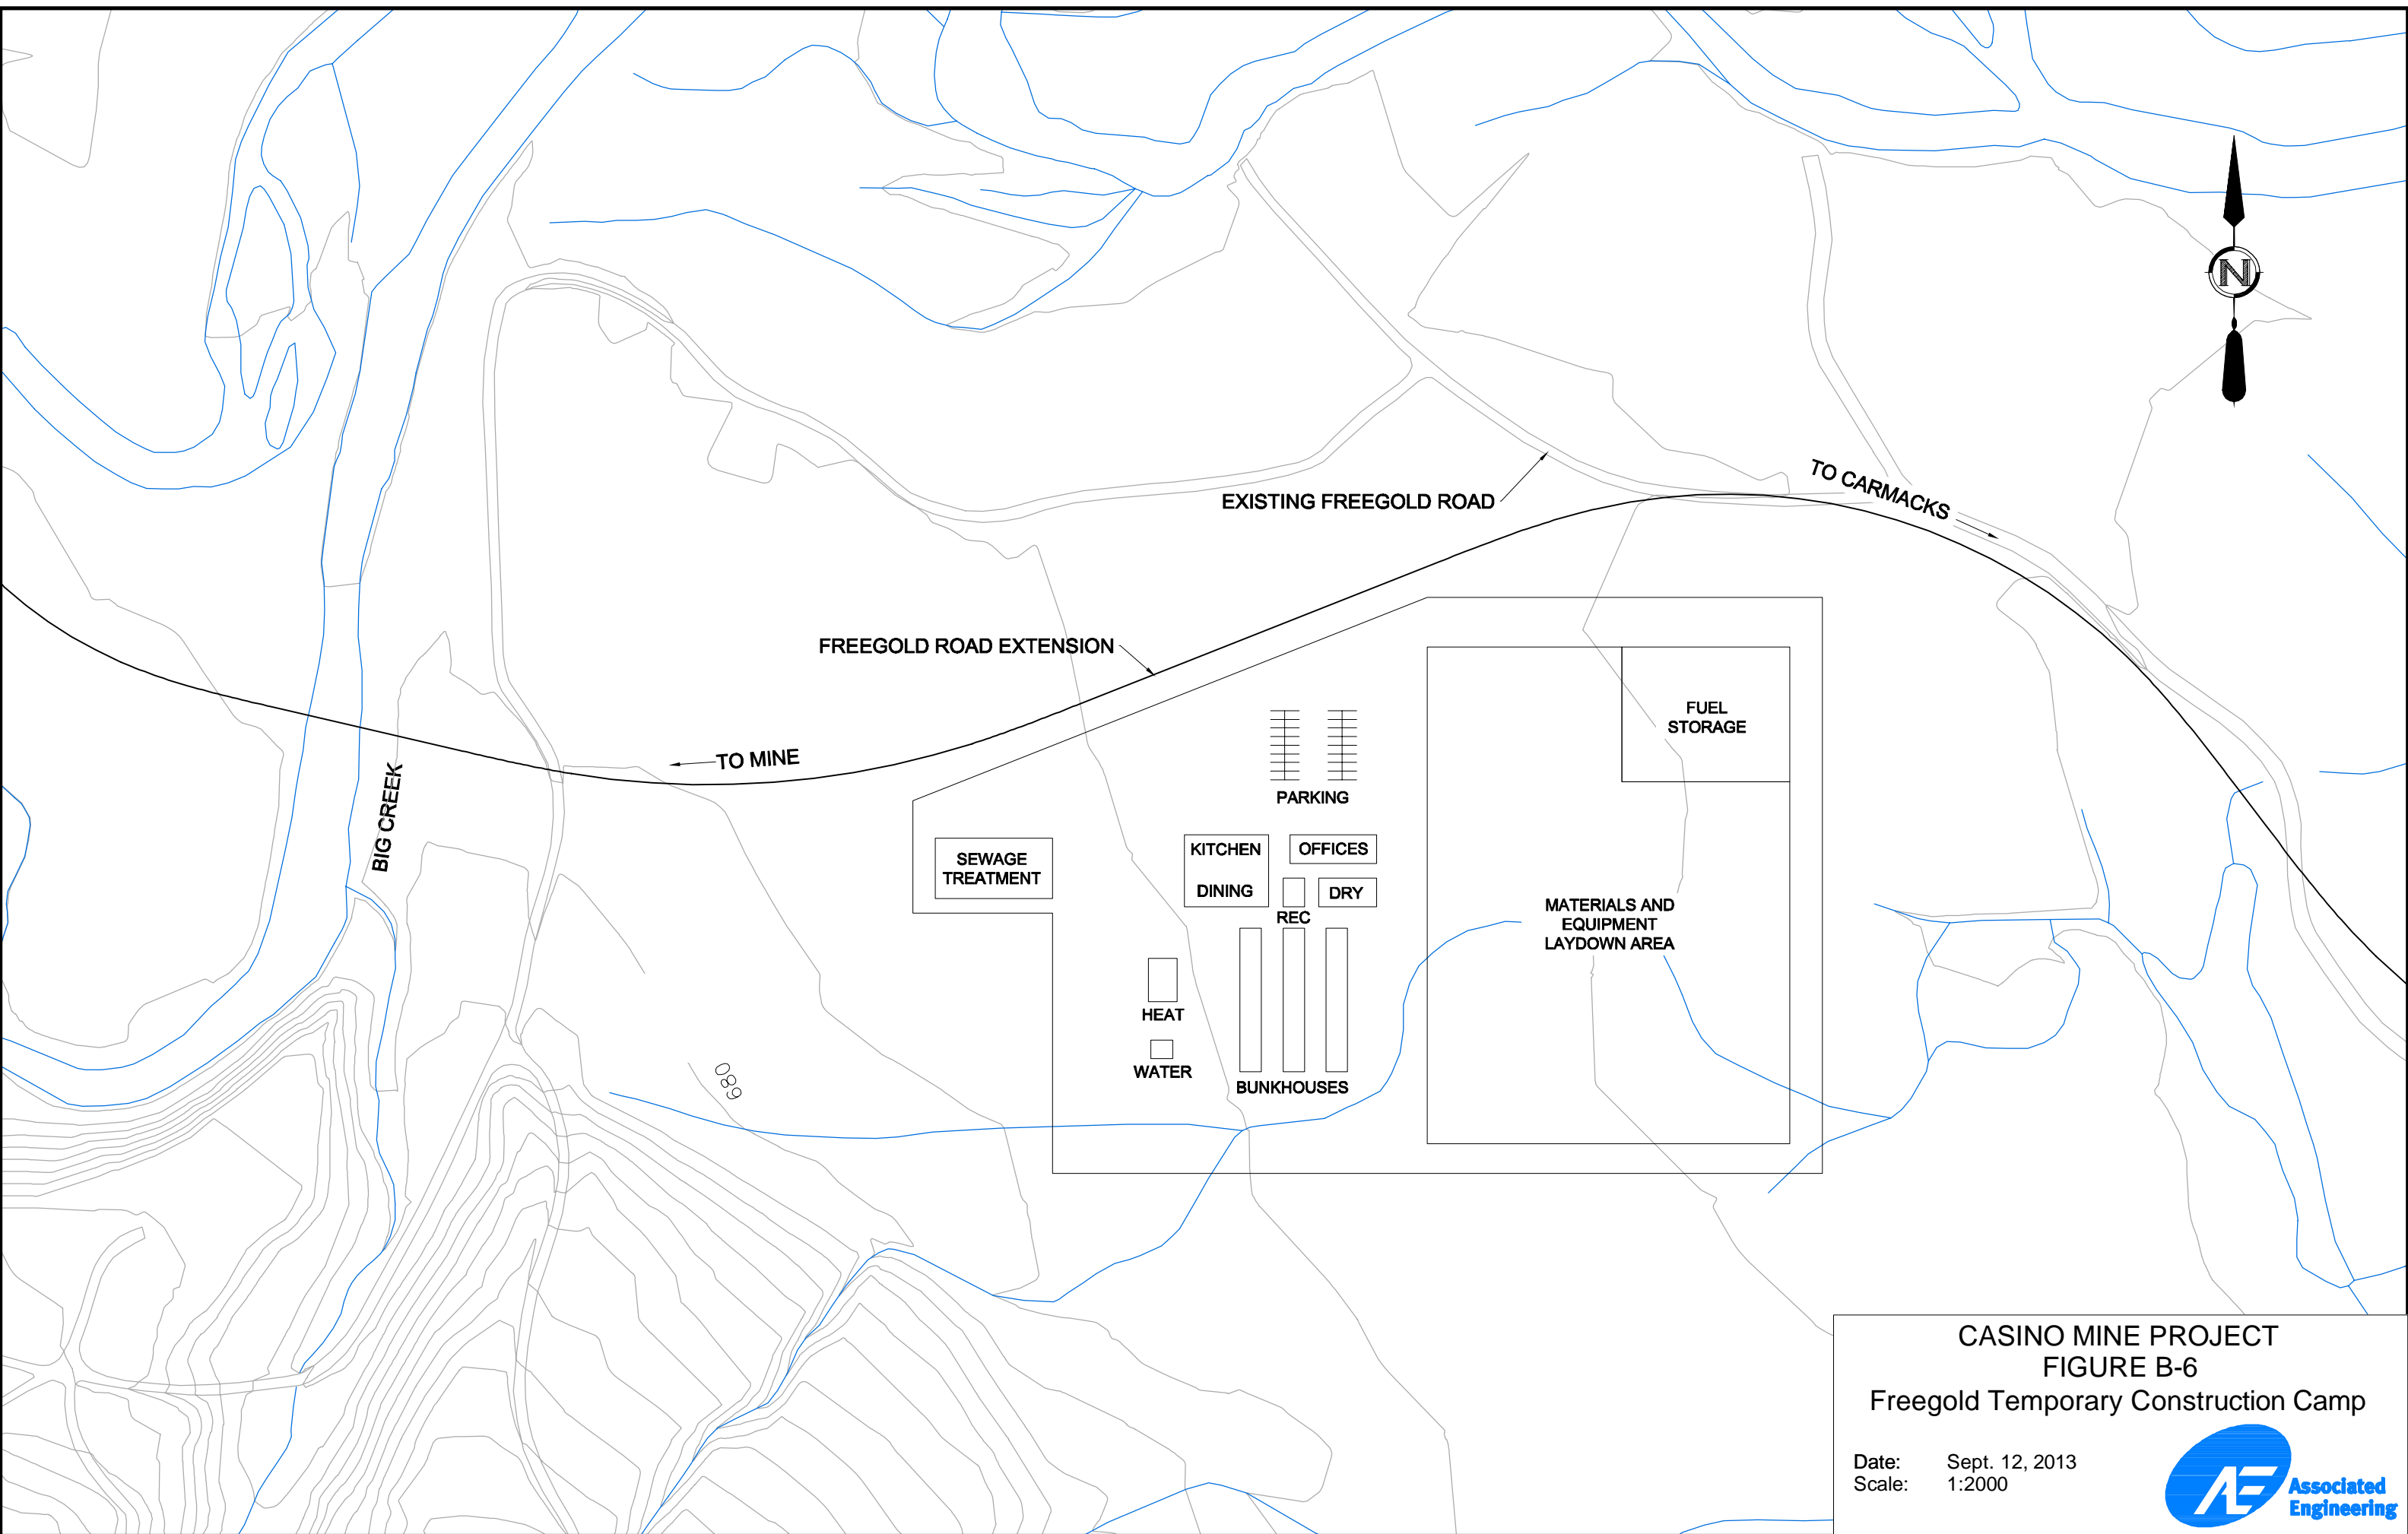 N
TO CARMACKS
EXISTING FREEGOLD ROAD
FREEGOLD ROAD EXTENSION
TO MINE
BIG CREEK
FUEL
STORAGE
PARKING
SEWAGE
TREATMENT
KITCHEN
DINING
OFFICES
DRY
REC
MATERIALS AND
EQUIPMENT
LAYDOWN AREA
HEAT
WATER
BUNKHOUSES
680
CASINO MINE PROJECT
FIGURE B-6
Freegold Temporary Construction Camp
Date: Sept. 12, 2013
Scale: 1:2000
AE
Associated
Engineering